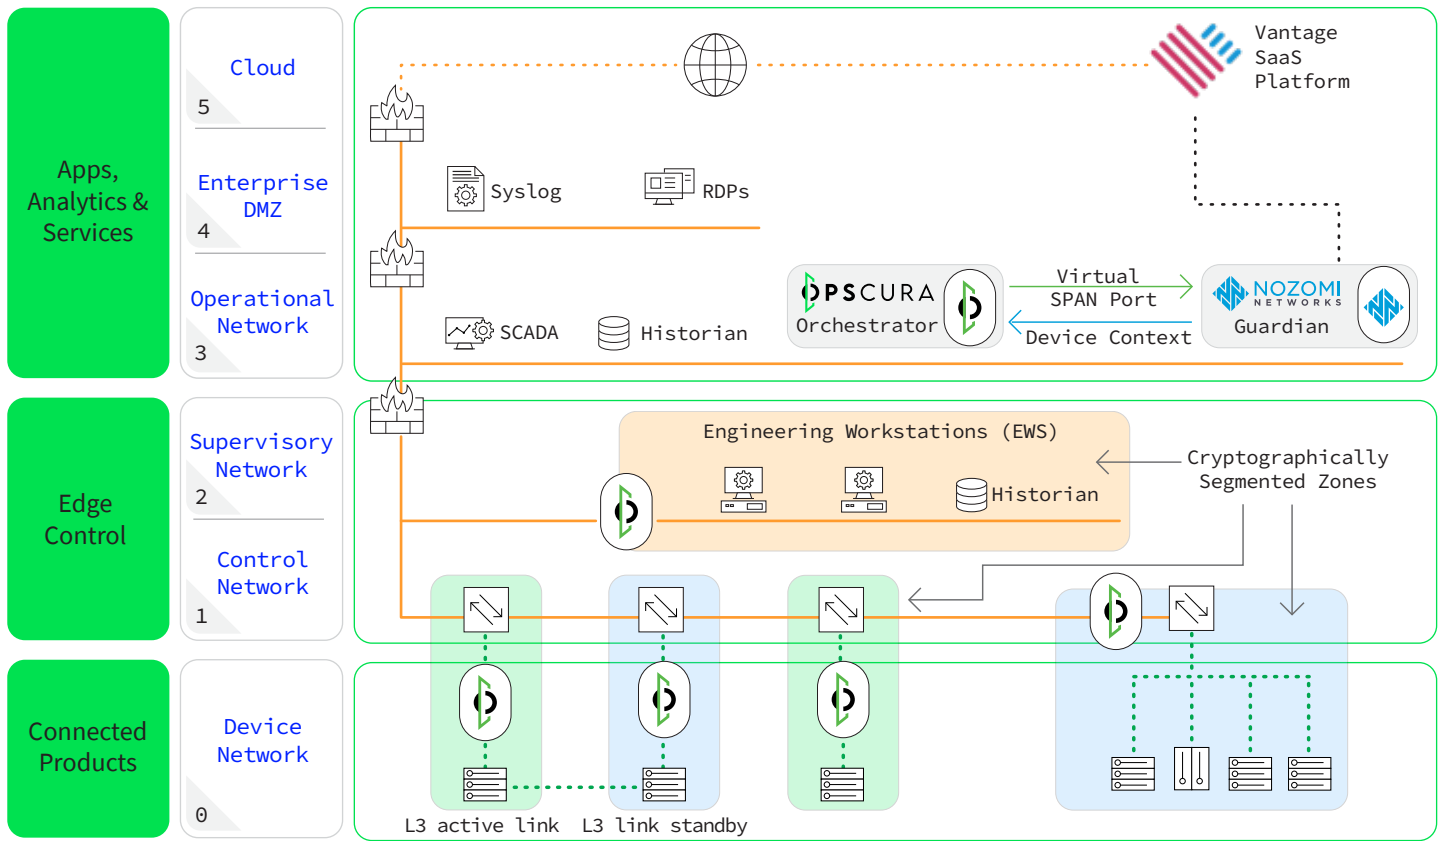 Apps,
Analytics &
Services
Cloud
5
Enterprise
DMZ
4
Operational
Network
3
Vantage
SaaS
Platform
Syslog
RDPs
SCADA
Historian
OPSCURA
Orchestrator
Virtual
SPAN Port
Device Context
NOZOMI
NETWORKS
Guardian
Edge
Control
Supervisory
Network
2
Control
Network
1
Engineering Workstations (EWS)
Historian
Cryptographically
Segmented Zones
Connected
Products
Device
Network
0
L3 active link
L3 link standby